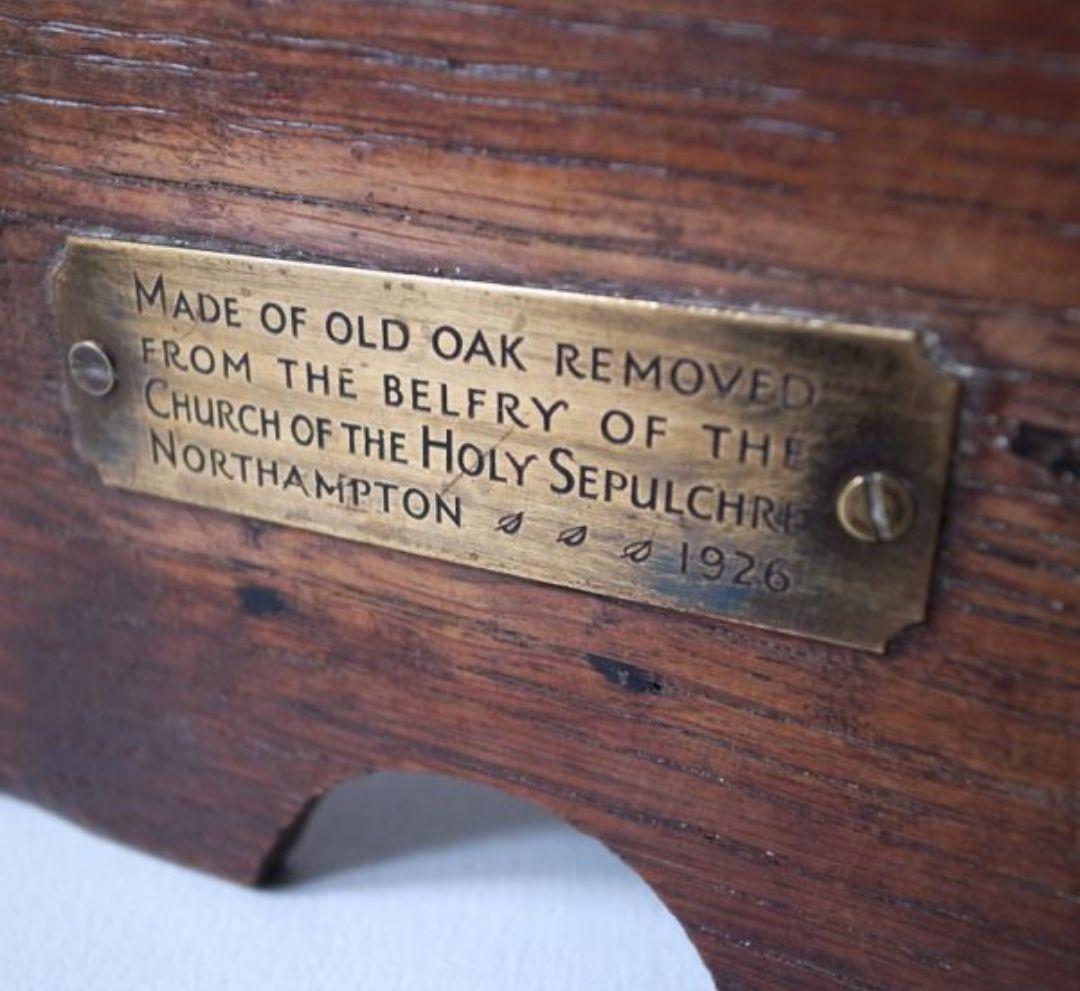 Made of old oak removed
from the belfry of the
Church of the Holy Sepulchre
Northampton 1926